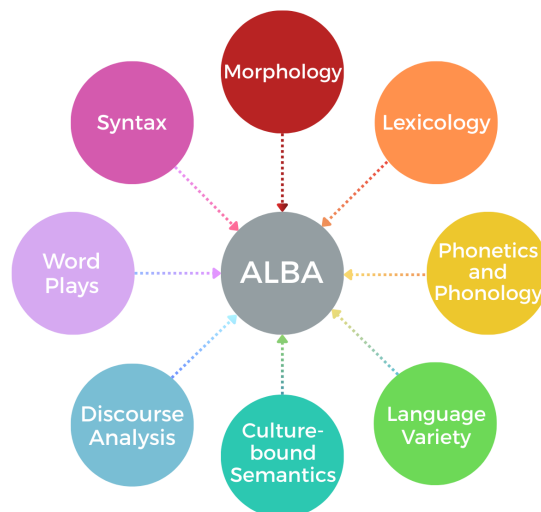 Morphology
Syntax
Lexicology
Word
Plays
ALBA
Phonetics
and
Phonology
Discourse
Analysis
Culture-
bound
Semantics
Language
Variety